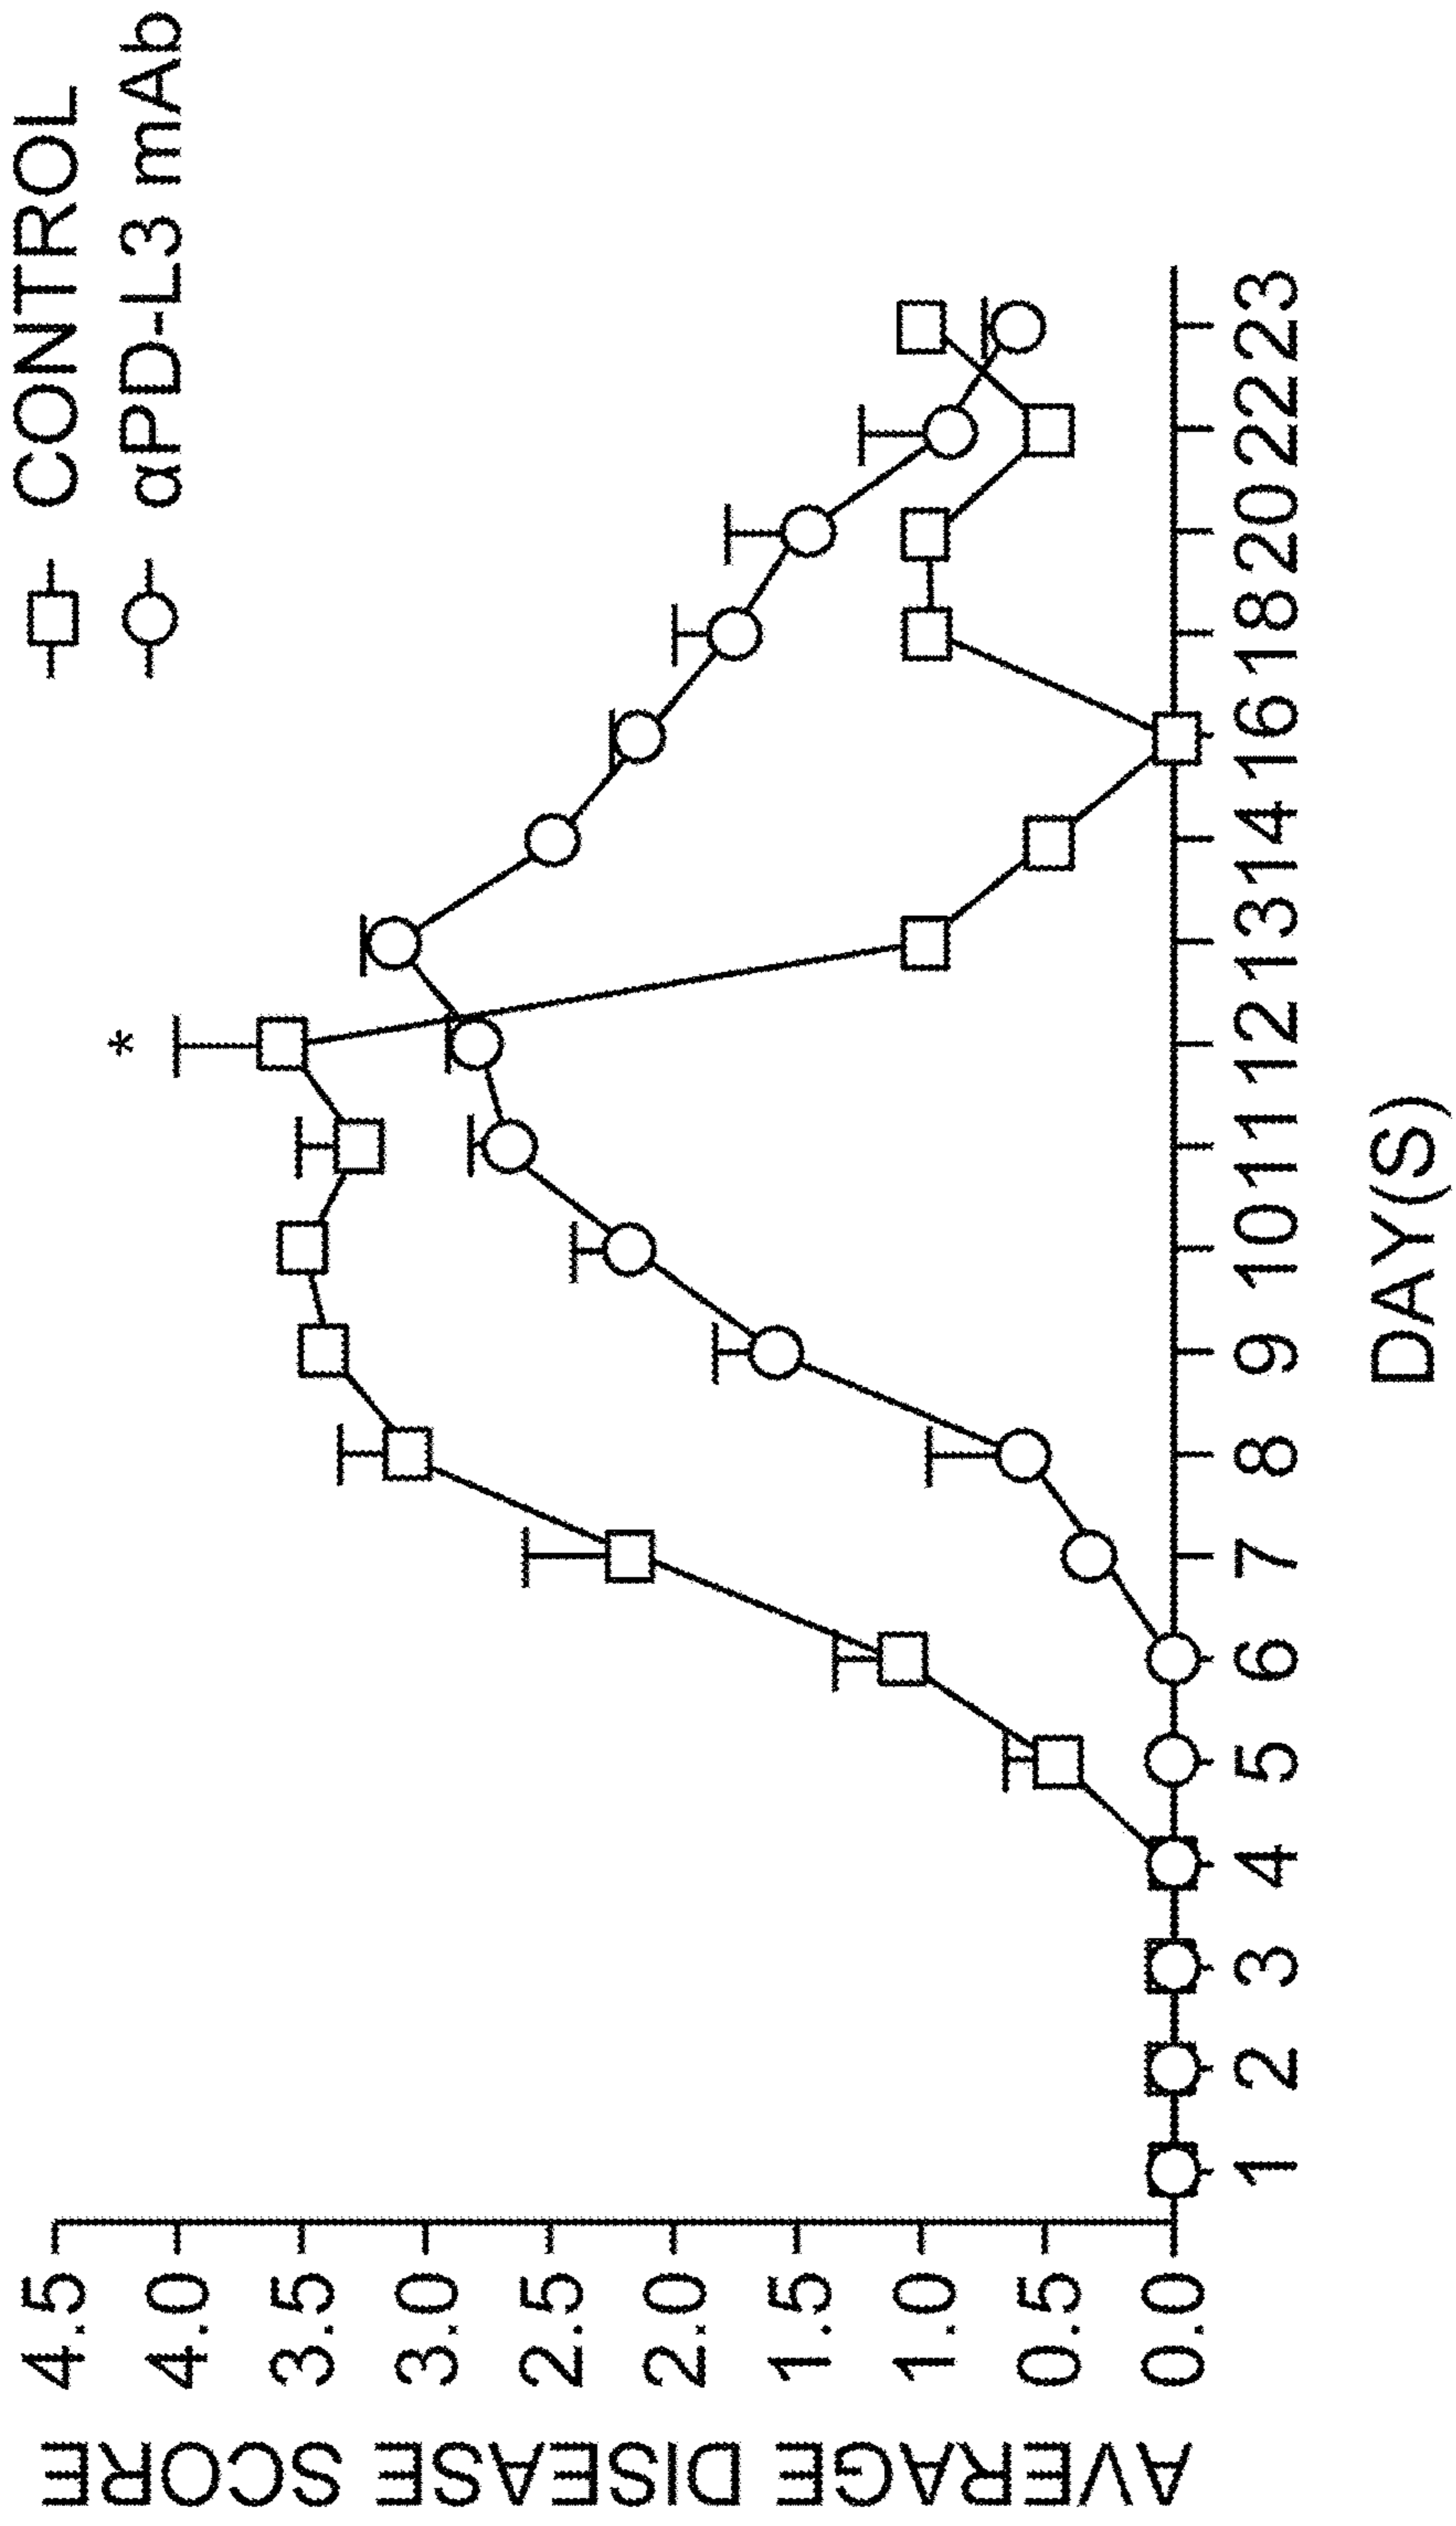 CONTROL
αPD-L3 mAb
*
AVERAGE DISEASE SCORE
4.5
4.0
3.5
3.0
2.5
2.0
1.5
1.0
0.5
0.0
1 2 3 4 5 6 7 8 9 10 11 12 13 14 16 18 20 22 23
DAY(S)